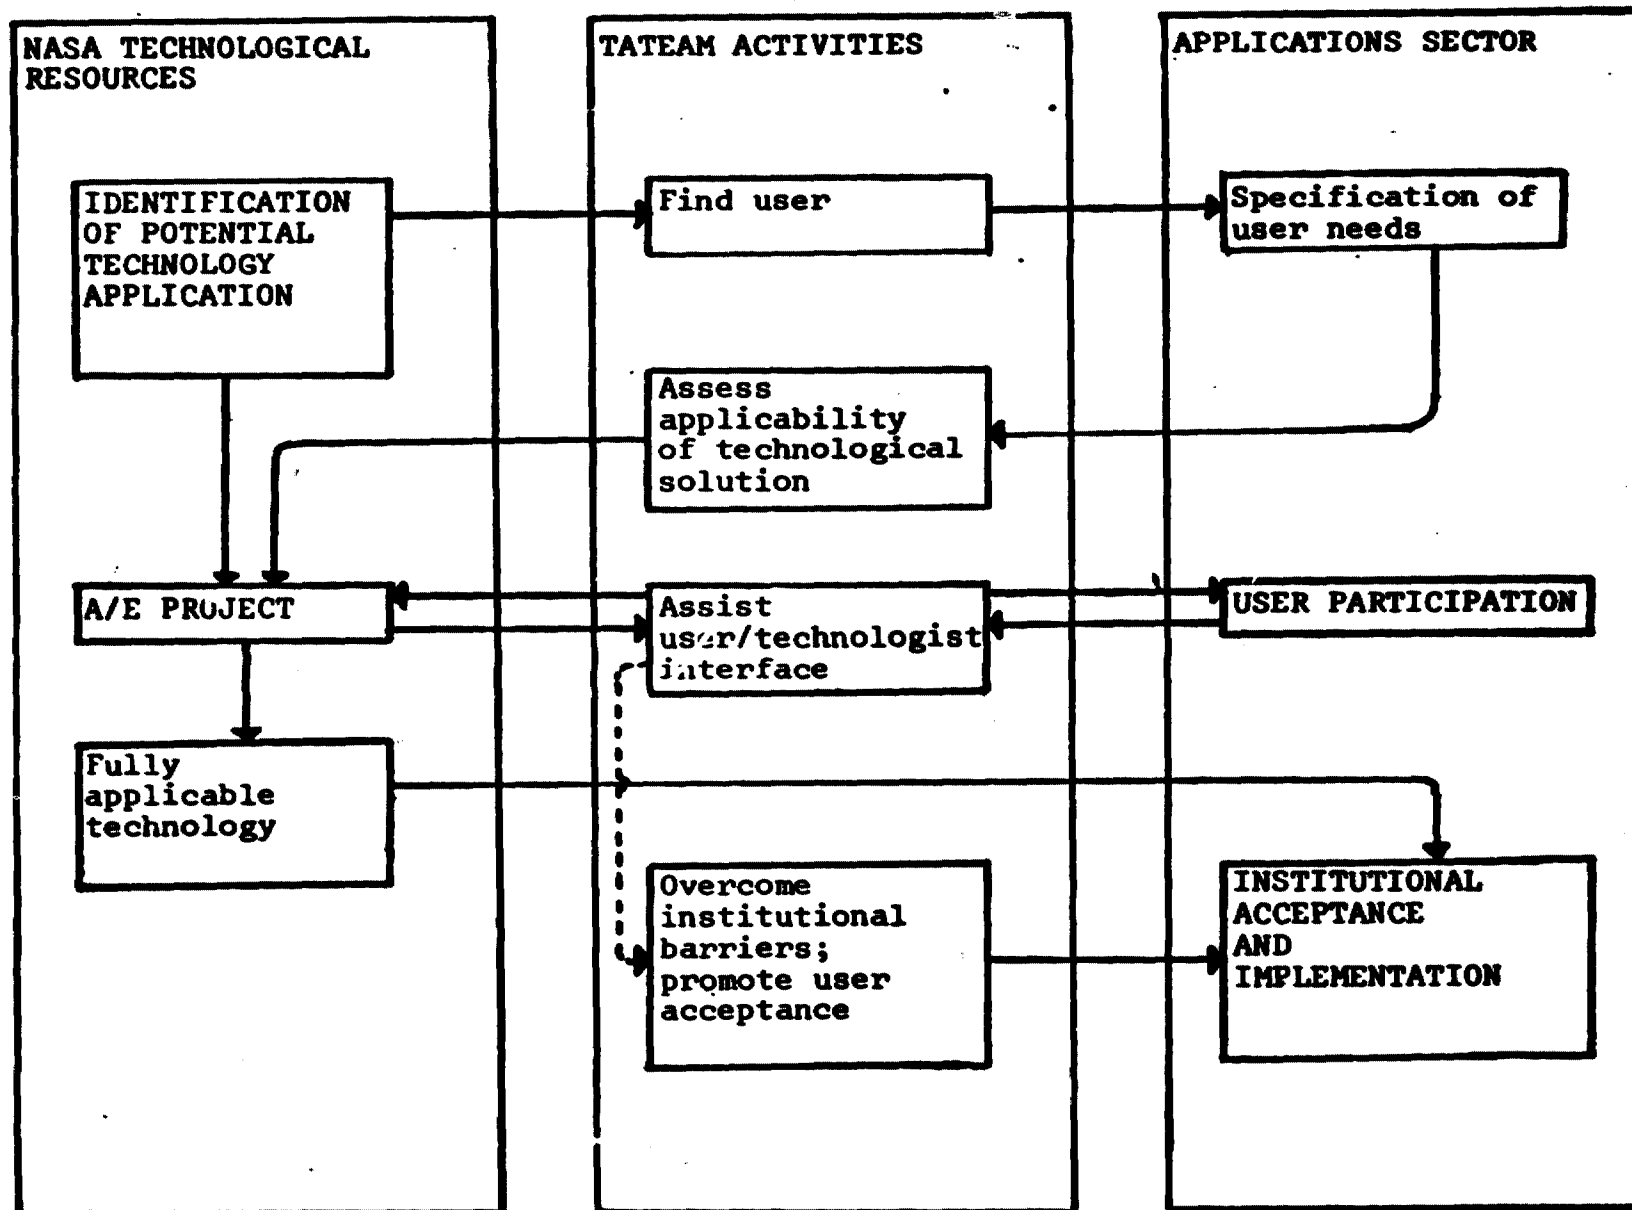 NASA TECHNOLOGICAL
RESOURCES
TATEAM ACTIVITIES
APPLICATIONS SECTOR
IDENTIFICATION
OF POTENTIAL
TECHNOLOGY
APPLICATION
Find user
Specification of
user needs
Assess
applicability
of technological
solution
A/E PROJECT
Assist
user/technologist
interface
USER PARTICIPATION
Fully
applicable
technology
Overcome
institutional
barriers;
promote user
acceptance
INSTITUTIONAL
ACCEPTANCE
AND
IMPLEMENTATION